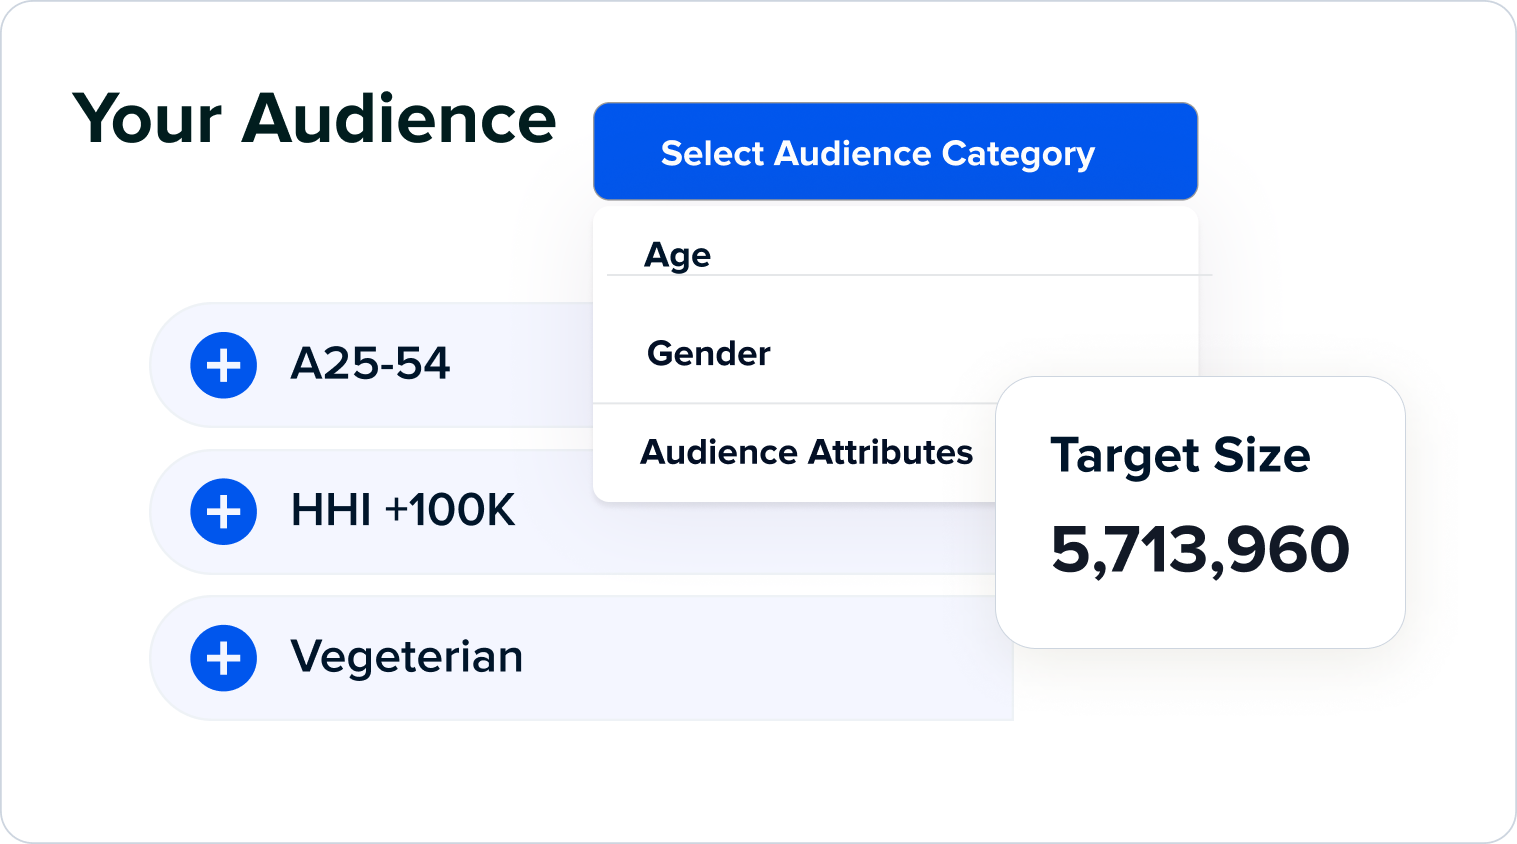 Your Audience
Select Audience Category
Age
Gender
Audience Attributes
A25-54
HHI +100K
Vegeterian
Target Size
5,713,960